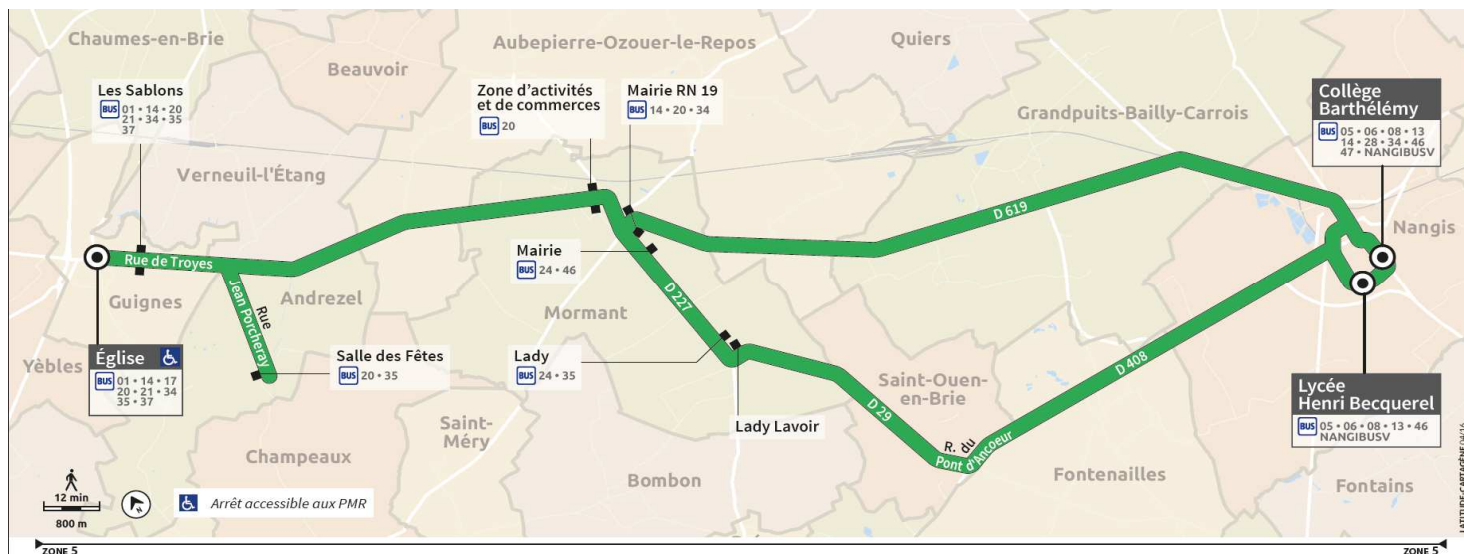 Chaumes-en-Brie
Beauvoir
Aubepierre-Ozouer-le-Repos
Quiers
Les Sablons
BUS 01 • 14 • 20
21 • 34 • 35
37
Zone d'activités
et de commerces
BUS 20
Mairie RN 19
BUS 14 • 20 • 34
Grandpuits-Bailly-Carrois
Collège
Barthélémy
BUS 05 • 06 • 08 • 13
14 • 28 • 34 • 46
47 • NANGIBUSV
Verneuil-l'Étang
D 619
Nangis
Rue de Troyes
Mairie
BUS 24 • 46
Guignes
Rue
Jean Porcheray
Andrezel
D 227
Mormant
Yèbles
Église
BUS 01 • 14 • 17
20 • 21 • 34
35 • 37
Salle des Fêtes
BUS 20 • 35
Lady
BUS 24 • 35
Lady Lavoir
Saint-Ouen-
en-Brie
D 408
D 29
R. du
Pont d'Ancoeur
Lycée
Henri Becquerel
BUS 05 • 06 • 08 • 13 • 46
NANGIBUSV
Saint-
Méry
Champeaux
Bombon
Fontenailles
Fontains
12 min
800 m
N
Arrêt accessible aux PMR
LATITUDE-CARTAGÈNE 04/16
ZONE 5
ZONE 5